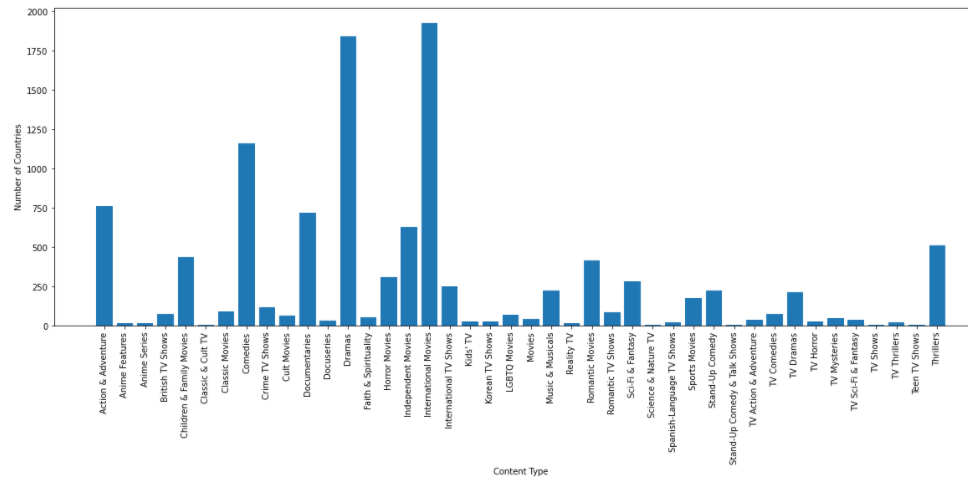 2000
1750
1500
1250
1000
750
500
250
0
Number of Countries
Action & Adventure
Anime Features
Anime Series
British TV Shows
Children & Family Movies
Classic & Cult TV
Classic Movies
Comedies
Crime TV Shows
Cult Movies
Documentaries
Docuseries
Dramas
Faith & Spirituality
Horror Movies
Independent Movies
International Movies
International TV Shows
Kids' TV
Korean TV Shows
LGBTQ Movies
Movies
Music & Musicals
Reality TV
Romantic Movies
Romantic TV Shows
Sci-Fi & Fantasy
Science & Nature TV
Spanish-Language TV Shows
Sports Movies
Stand-Up Comedy
Stand-Up Comedy & Talk Shows
TV Action & Adventure
TV Comedies
TV Dramas
TV Horror
TV Mysteries
TV Sci-Fi & Fantasy
TV Shows
TV Thrillers
Teen TV Shows
Thrillers
Content Type